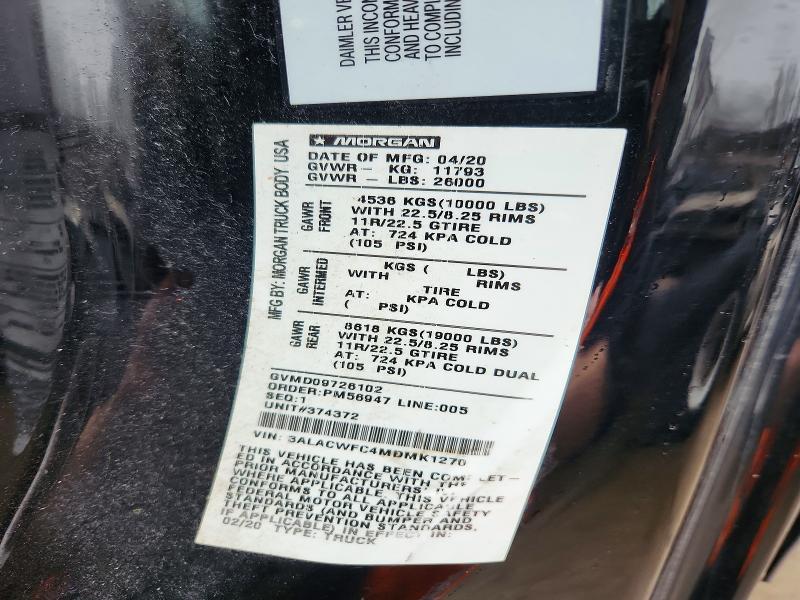 DAIMLER VE
THIS INCOM
CONFORMA
AND HEAV
TO COMPL
INCLUDING
MORGAN
DATE OF MFG: 04/20
GVWR - KG: 11793
GVWR - LBS: 26000
MFG BY: MORGAN TRUCK BODY USA
GAWR FRONT
4536 KGS(10000 LBS)
WITH 22.5/8.25 RIMS
11R/22.5 GTIRE
AT: 724 KPA COLD
(105 PSI)
GAWR INTERMED
KGS ( LBS)
WITH RIMS
TIRE
AT: KPA COLD
( PSI)
GAWR REAR
8618 KGS(19000 LBS)
WITH 22.5/8.25 RIMS
11R/22.5 GTIRE
AT: 724 KPA COLD DUAL
(105 PSI)
GVMD09726102
ORDER:PM56947 LINE:005
SEQ:1
UNIT#374372
VIN: 3ALACWFC4MDMK1270
THIS VEHICLE HAS BEEN COMPLET-
ED IN ACCORDANCE WITH THE
PRIOR MANUFACTURERS'
WHERE APPLICABLE. THIS VEHICLE
CONFORMS TO ALL APPLICABLE
FEDERAL MOTOR VEHICLE SAFETY
STANDARDS (AND BUMPER AND
THEFT PREVENTION STANDARDS,
IF APPLICABLE) IN EFFECT IN:
02/20 TYPE: TRUCK